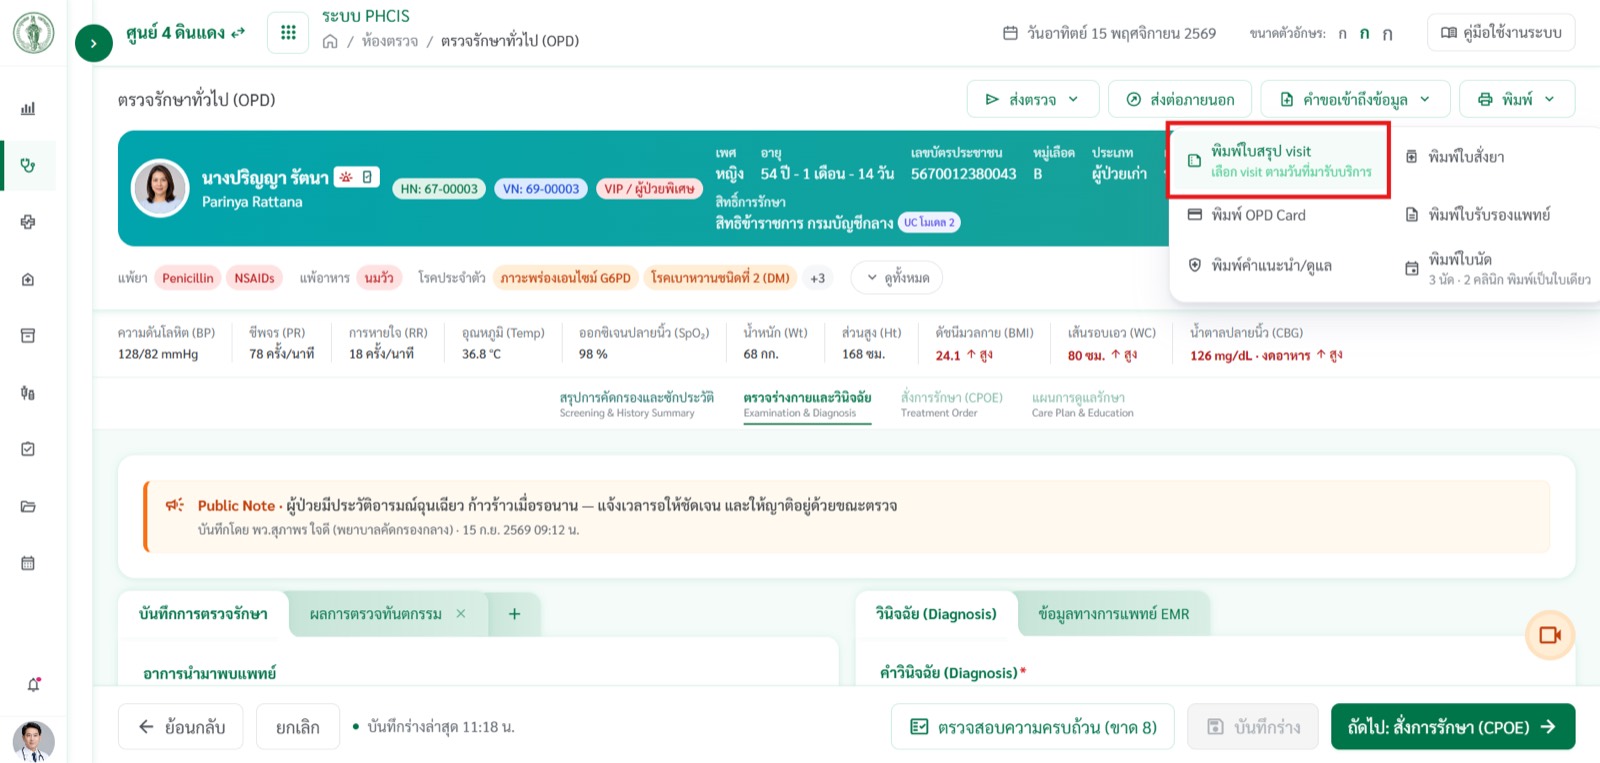 ศูนย์ 4 ดินแดง
ระบบ PHCIS
/ ห้องตรวจ / ตรวจรักษาทั่วไป (OPD)
วันอาทิตย์ 15 พฤศจิกายน 2569
ขนาดตัวอักษร: ก ก ก
คู่มือใช้งานระบบ
ตรวจรักษาทั่วไป (OPD)
ส่งตรวจ
ส่งต่อภายนอก
คำขอเข้าถึงข้อมูล
พิมพ์
พิมพ์ใบสรุป visit
เลือก visit ตามวันที่มารับบริการ
พิมพ์ใบสั่งยา
พิมพ์ OPD Card
พิมพ์ใบรับรองแพทย์
พิมพ์คำแนะนำ/ดูแล
พิมพ์ใบนัด
3 นัด · 2 คลินิก พิมพ์เป็นใบเดียว
นางปริญญา รัตนา
Parinya Rattana
HN: 67-00003
VN: 69-00003
VIP / ผู้ป่วยพิเศษ
เพศ
หญิง
อายุ
54 ปี - 1 เดือน - 14 วัน
เลขบัตรประชาชน
5670012380043
หมู่เลือด
B
ประเภท
ผู้ป่วยเก่า
สิทธิ์การรักษา
สิทธิข้าราชการ กรมบัญชีกลาง
UC โมเดล 2
แพ้ยา Penicillin NSAIDs
แพ้อาหาร นมวัว
โรคประจำตัว ภาวะพร่องเอนไซม์ G6PD โรคเบาหวานชนิดที่ 2 (DM) +3
ดูทั้งหมด
ความดันโลหิต (BP)
128/82 mmHg
ชีพจร (PR)
78 ครั้ง/นาที
การหายใจ (RR)
18 ครั้ง/นาที
อุณหภูมิ (Temp)
36.8 °C
ออกซิเจนปลายนิ้ว (SpO₂)
98 %
น้ำหนัก (Wt)
68 กก.
ส่วนสูง (Ht)
168 ซม.
ดัชนีมวลกาย (BMI)
24.1 ↑ สูง
เส้นรอบเอว (WC)
80 ซม. ↑ สูง
น้ำตาลปลายนิ้ว (CBG)
126 mg/dL · งดอาหาร ↑ สูง
สรุปการคัดกรองและซักประวัติ
Screening & History Summary
ตรวจร่างกายและวินิจฉัย
Examination & Diagnosis
สั่งการรักษา (CPOE)
Treatment Order
แผนการดูแลรักษา
Care Plan & Education
Public Note · ผู้ป่วยมีประวัติอารมณ์ฉุนเฉียว ก้าวร้าวเมื่อรอนาน — แจ้งเวลารอให้ชัดเจน และให้ญาติอยู่ด้วยขณะตรวจ
บันทึกโดย พว.สุภาพร ใจดี (พยาบาลคัดกรองกลาง) · 15 ก.ย. 2569 09:12 น.
บันทึกการตรวจรักษา
ผลการตรวจทันตกรรม ×
+
วินิจฉัย (Diagnosis)
ข้อมูลทางการแพทย์ EMR
อาการนำมาพบแพทย์
คำวินิจฉัย (Diagnosis)*
← ย้อนกลับ
ยกเลิก
• บันทึกร่างล่าสุด 11:18 น.
ตรวจสอบความครบถ้วน (ขาด 8)
บันทึกร่าง
ถัดไป: สั่งการรักษา (CPOE) →